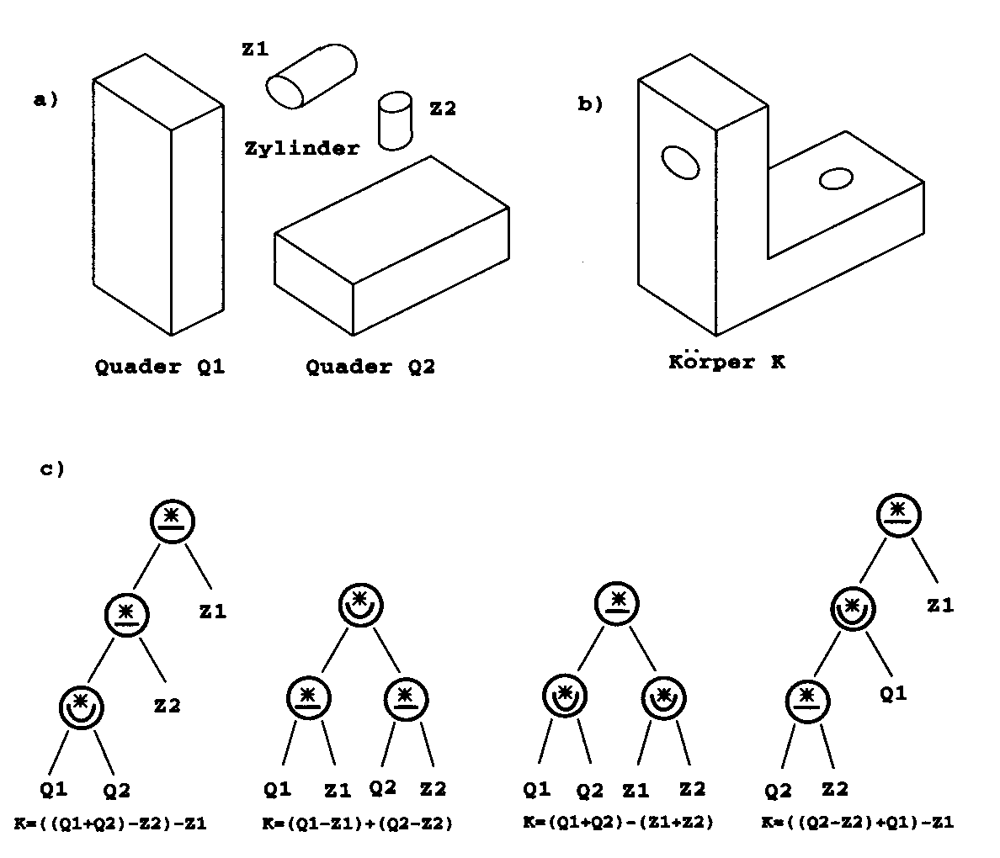 a)
Z1
Z2
Zylinder
Quader Q1
Quader Q2
b)
Körper K
c)
*
-
Z1
*
-
Z2
*
∪
Q1 Q2
K=((Q1+Q2)-Z2)-Z1
*
∪
*
-
*
-
Q1 Z1 Q2 Z2
K=(Q1-Z1)+(Q2-Z2)
*
-
*
∪
*
∪
Q1 Q2 Z1 Z2
K=(Q1+Q2)-(Z1+Z2)
*
-
Z1
*
∪
Q1
*
-
Q2 Z2
K=((Q2-Z2)+Q1)-Z1